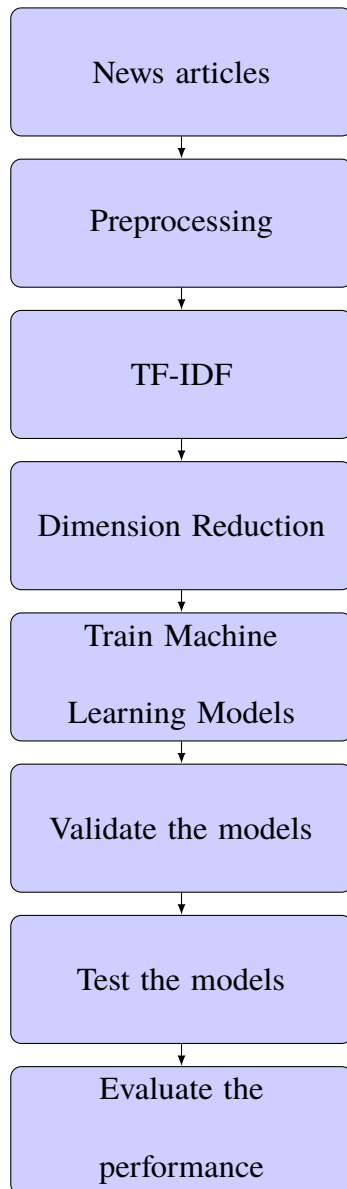 News articles
Preprocessing
TF-IDF
Dimension Reduction
Train Machine
Learning Models
Validate the models
Test the models
Evaluate the
performance